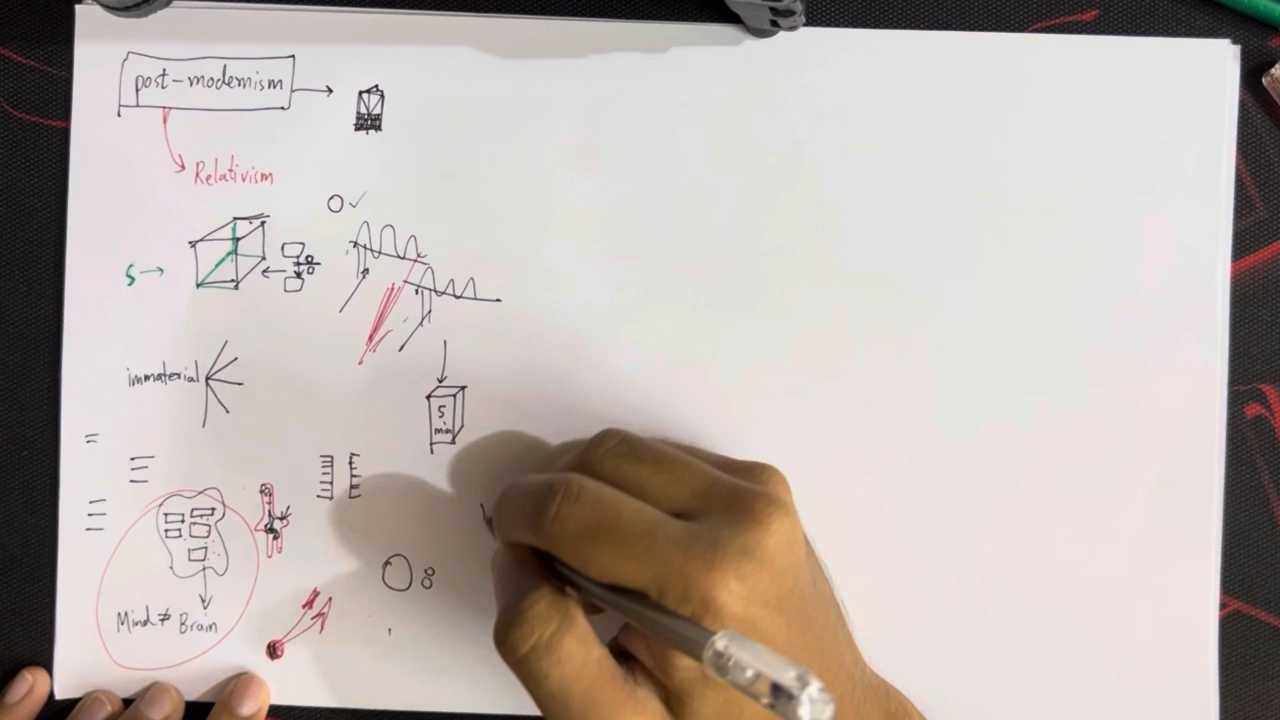 post-modernism
Relativism
S →
immaterial
5
min
Mind ≠ Brain